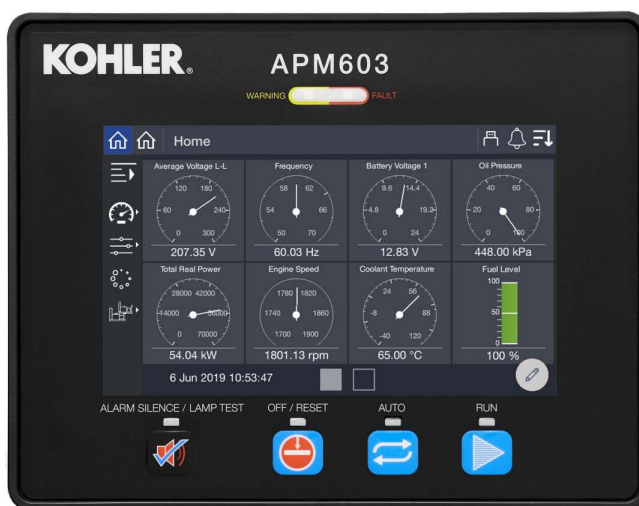 KOHLER®
APM603
WARNING FAULT
Home
Average Voltage L-L
120 180
60 240
0 300
207.35 V
Frequency
58 62
54 66
50 70
60.03 Hz
Battery Voltage 1
9.6 14.4
4.8 19.2
0 24
12.83 V
Oil Pressure
40 60
20 80
0 100
448.00 kPa
Total Real Power
28000 42000
14000 56000
0 70000
54.04 kW
Engine Speed
1780 1820
1740 1860
1700 1900
1801.13 rpm
Coolant Temperature
24 56
-8 88
-40 120
65.00 °C
Fuel Level
100
50
0
100 %
6 Jun 2019 10:53:47
ALARM SILENCE / LAMP TEST OFF / RESET AUTO RUN